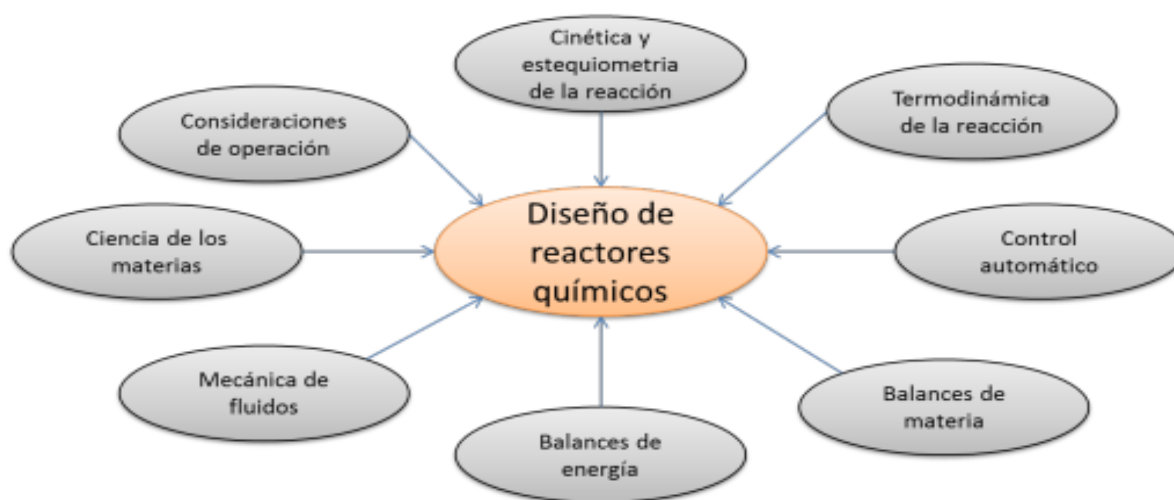 Cinética y
estequiometria
de la reacción
Termodinámica
de la reacción
Consideraciones
de operación
Diseño de
reactores
químicos
Ciencia de los
materias
Control
automático
Mecánica de
fluidos
Balances de
materia
Balances de
energía